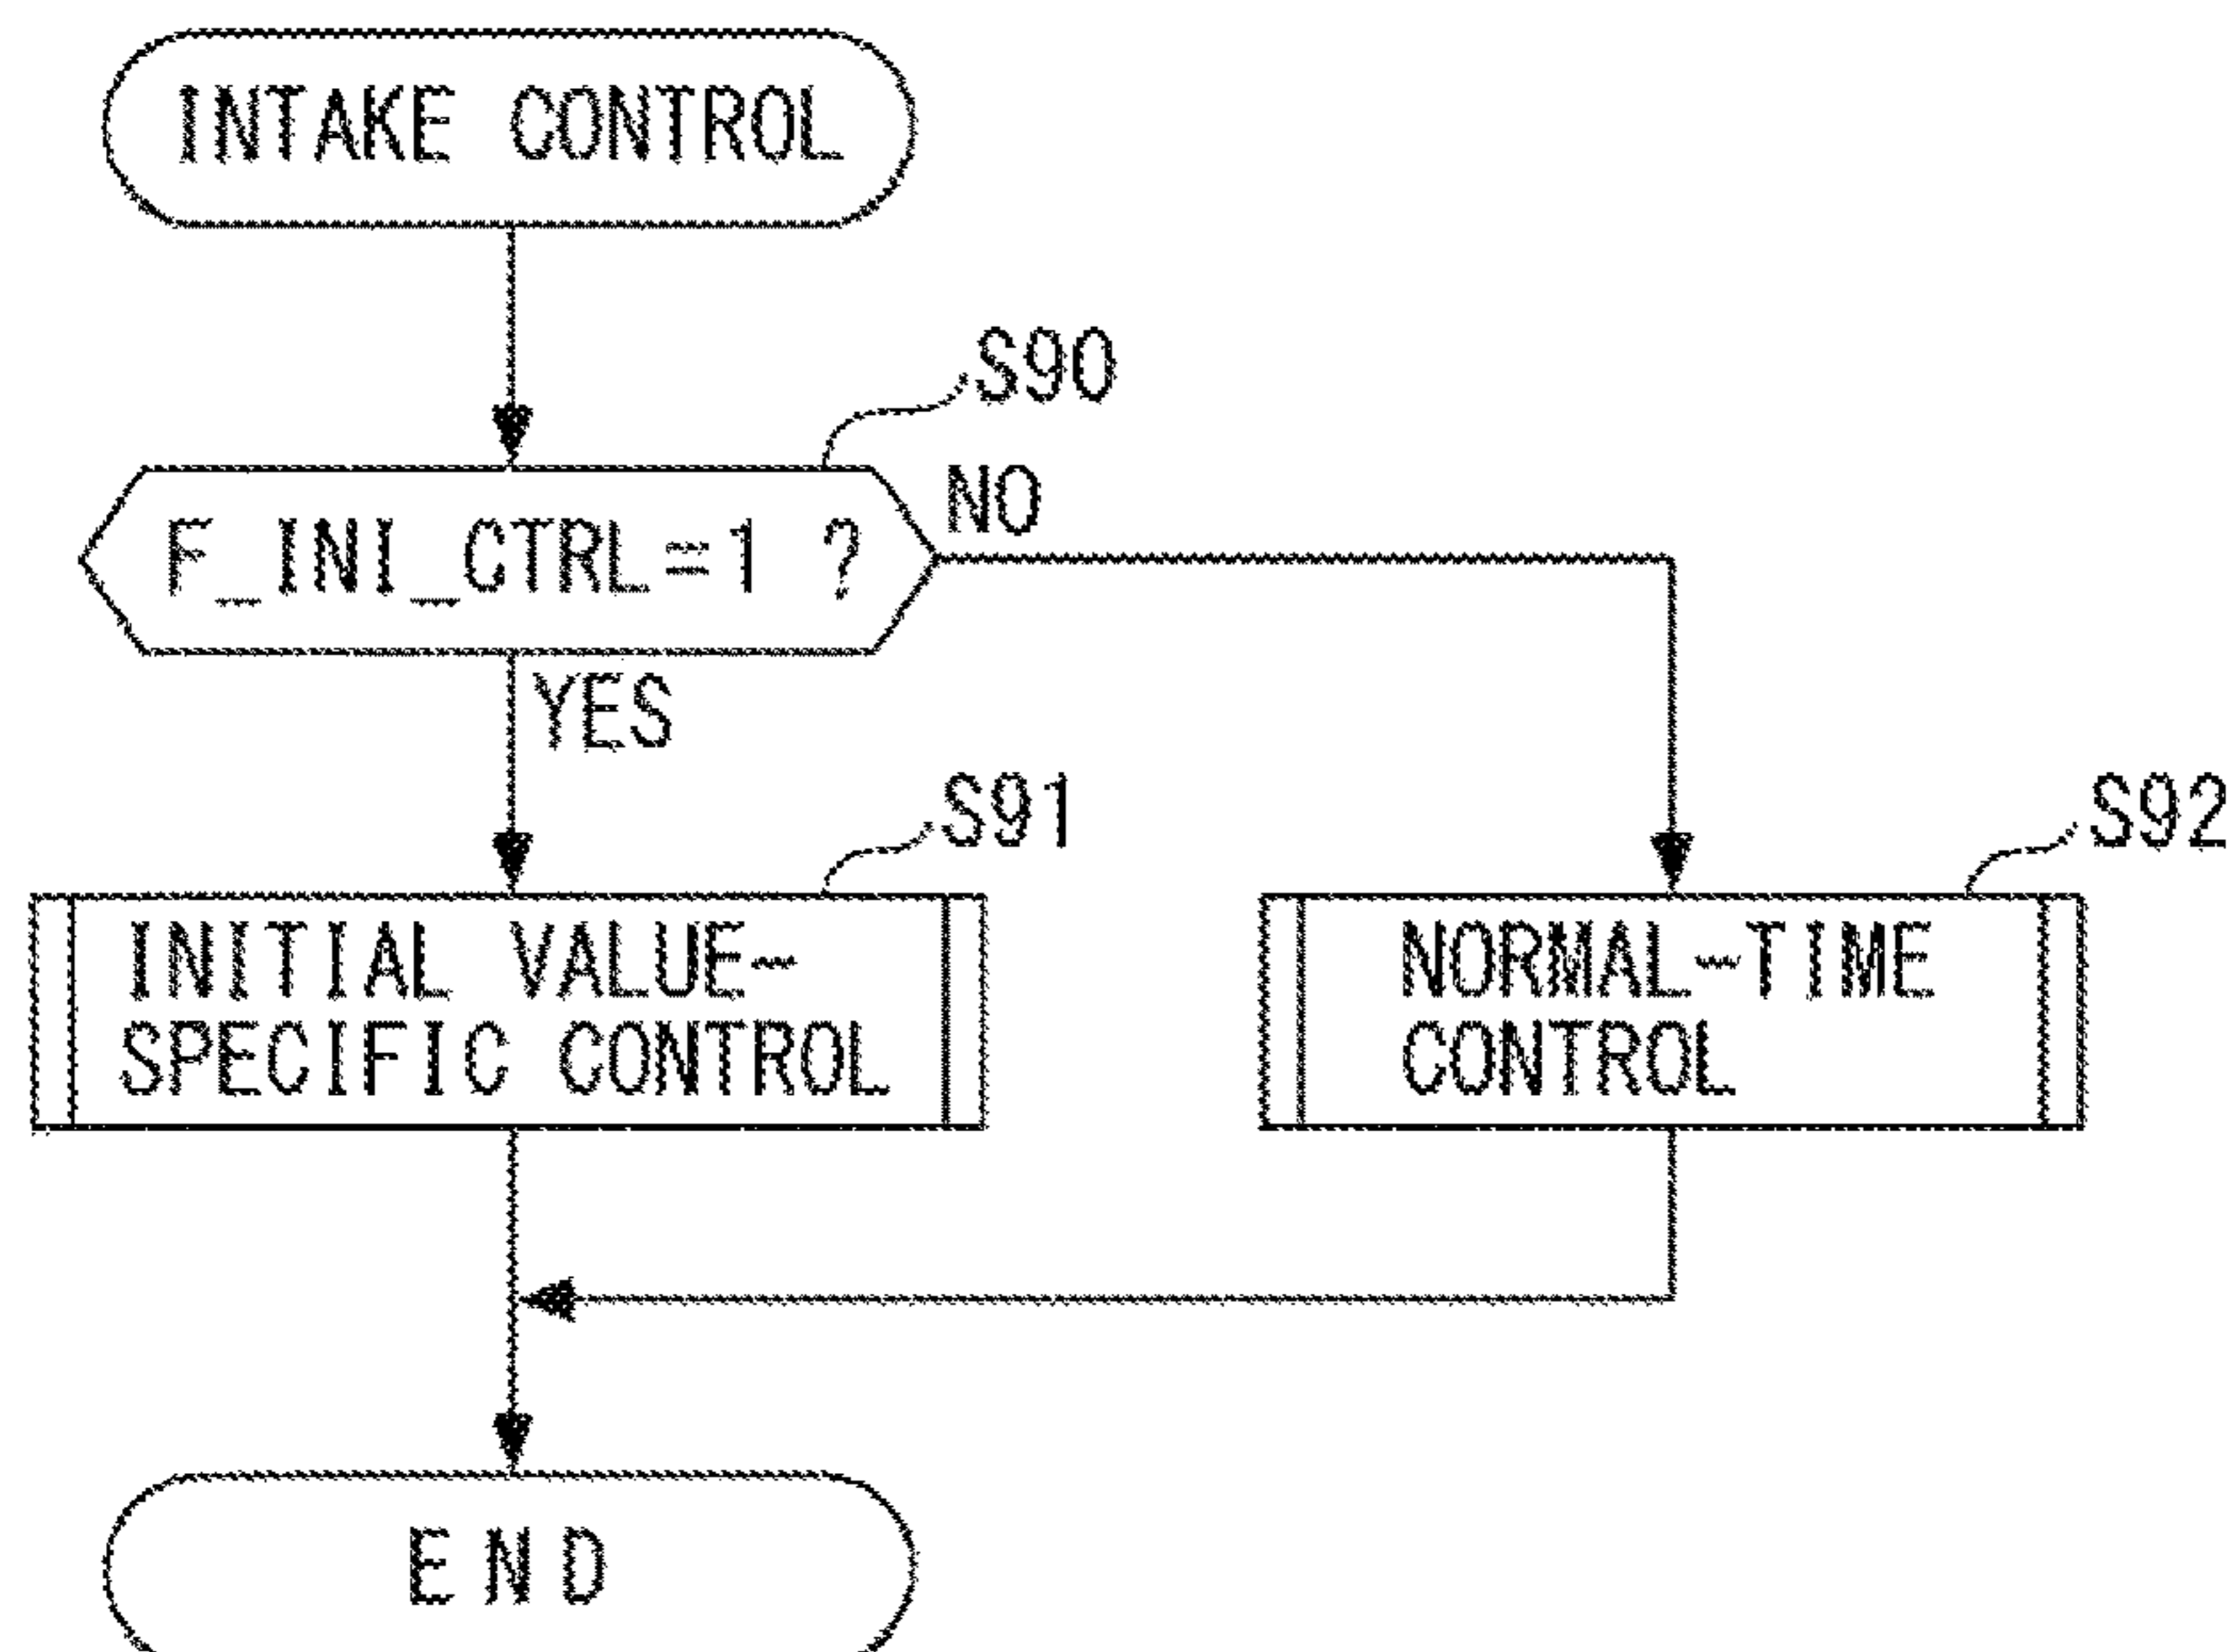 INTAKE CONTROL
S90
F_INI_CTRL=1 ?
NO
YES
S91
S92
INITIAL VALUE-
SPECIFIC CONTROL
NORMAL-TIME
CONTROL
END